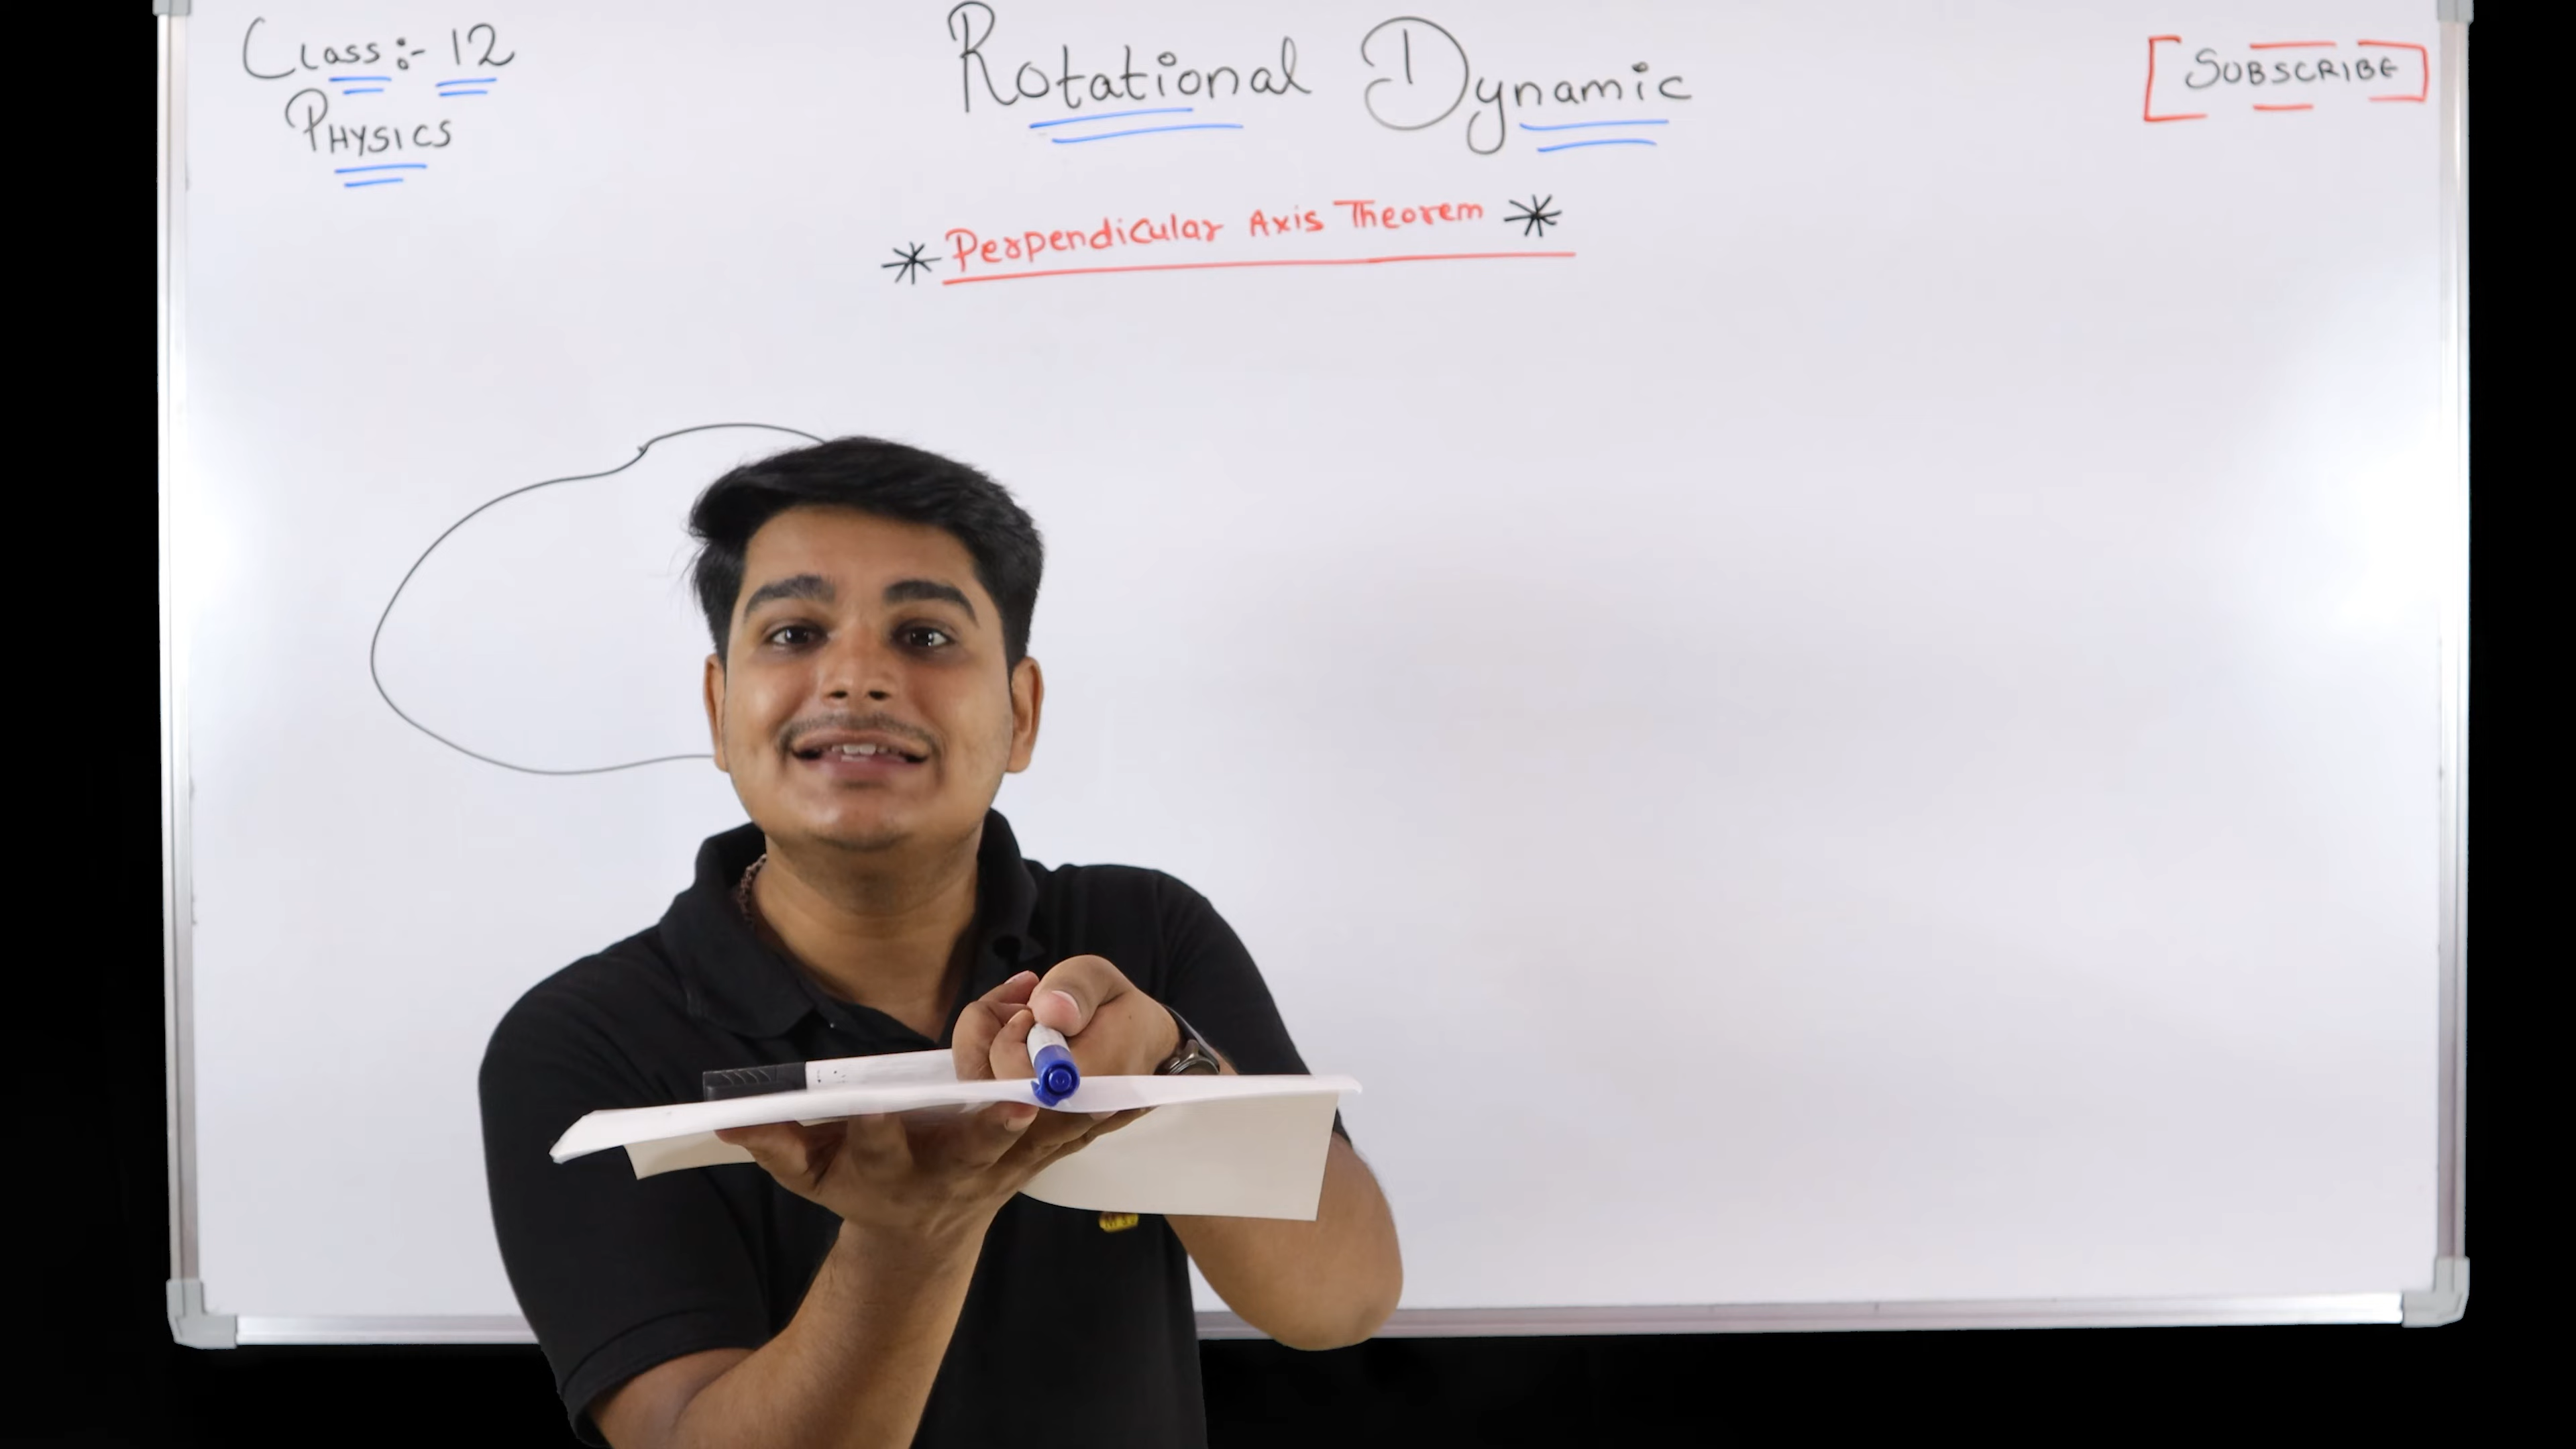 Class:- 12
Physics
Rotational Dynamic
SUBSCRIBE
* Perpendicular Axis Theorem *